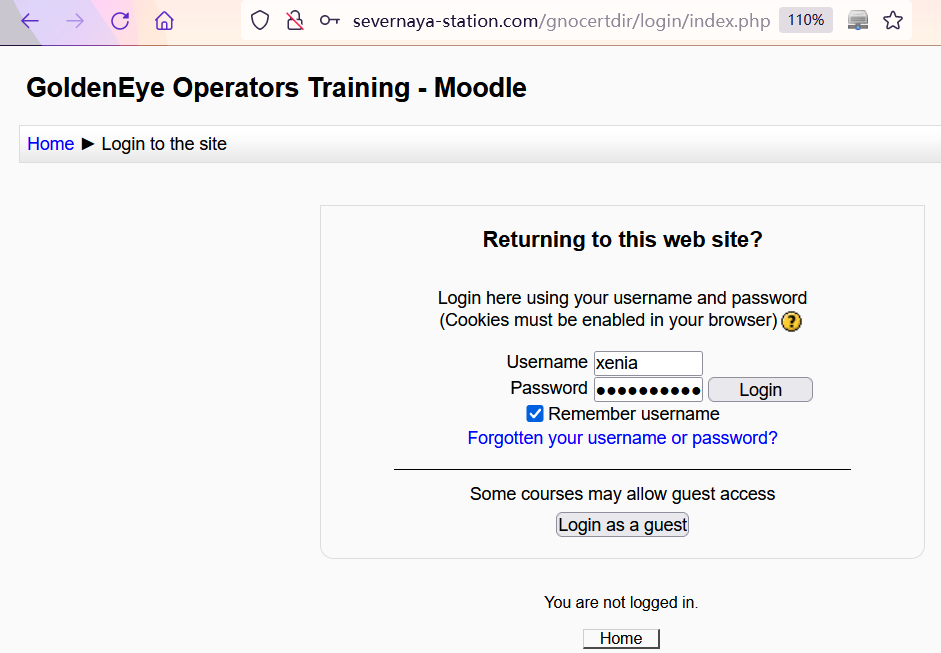 severnaya-station.com/gnocertdir/login/index.php 110%
GoldenEye Operators Training - Moodle
Home ► Login to the site
Returning to this web site?
Login here using your username and password
(Cookies must be enabled in your browser) ?
Username xenia
Password ●●●●●●●●●● Login
Remember username
Forgotten your username or password?
Some courses may allow guest access
Login as a guest
You are not logged in.
Home